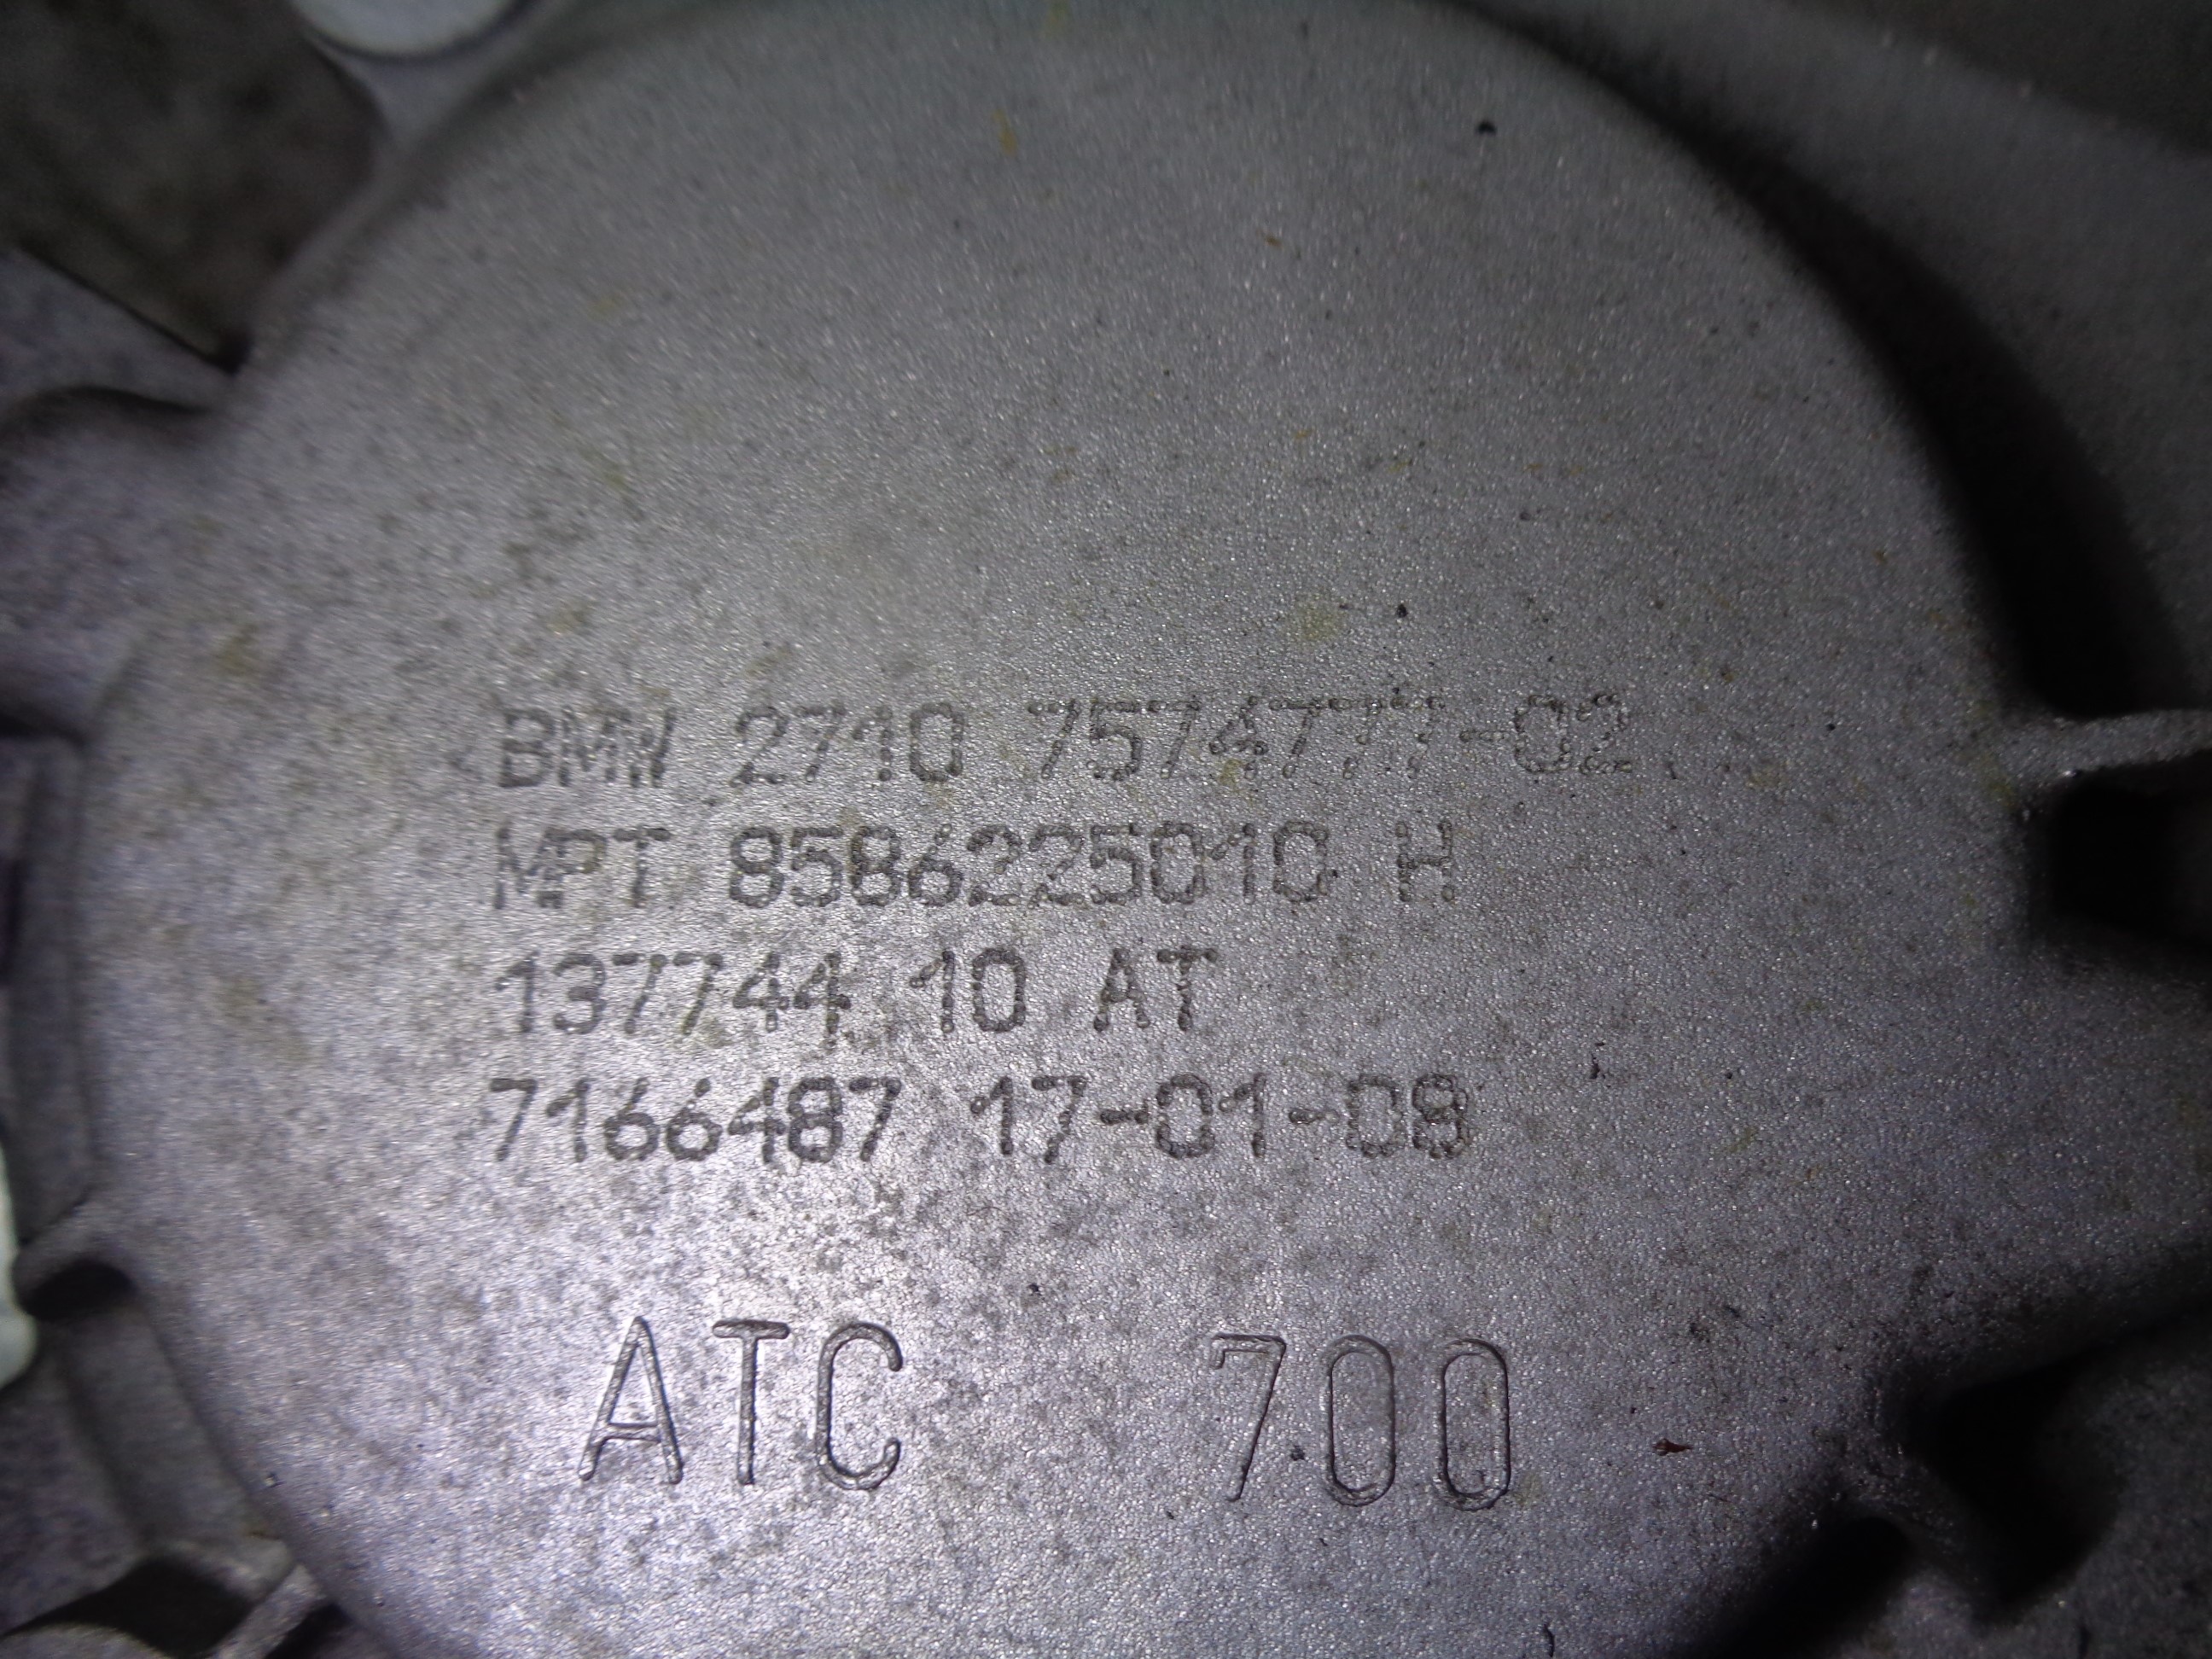 BMW 2710 7574777-02
MPT 8586225010 H
137744 10 AT
7166487 17-01-08
ATC 700